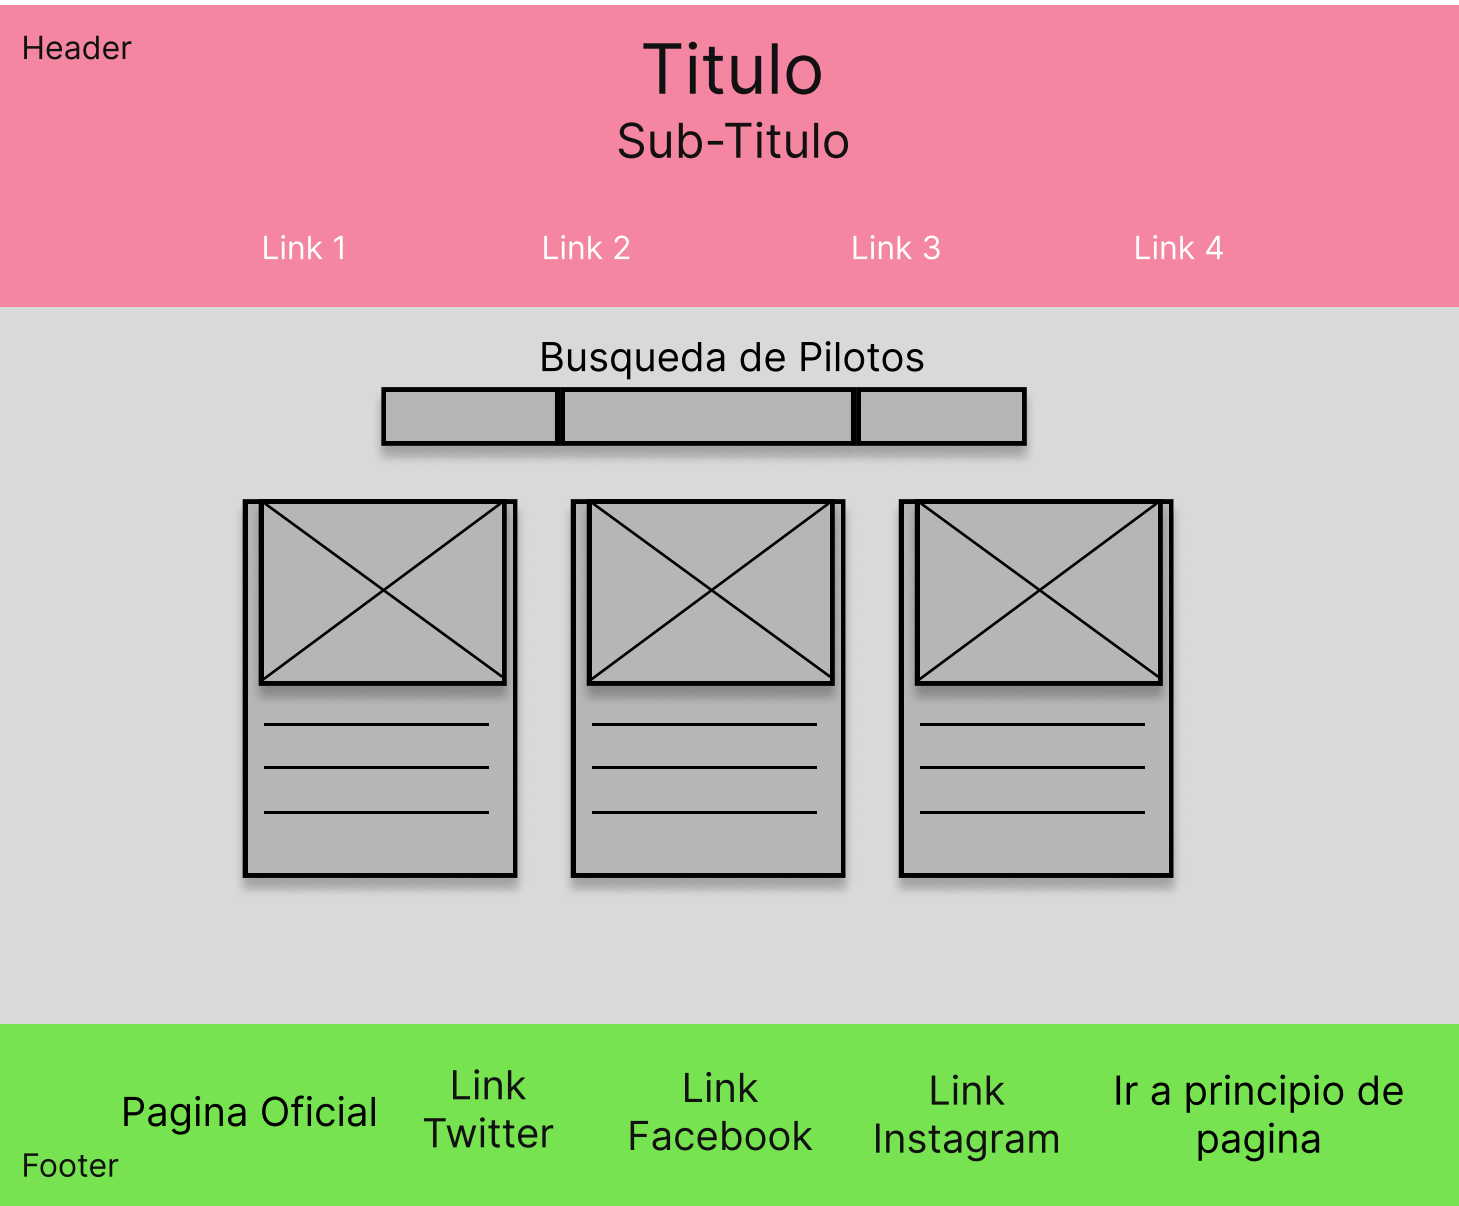 Header
Titulo
Sub-Titulo
Link 1
Link 2
Link 3
Link 4
Busqueda de Pilotos
Pagina Oficial
Link
Twitter
Link
Facebook
Link
Instagram
Ir a principio de
pagina
Footer